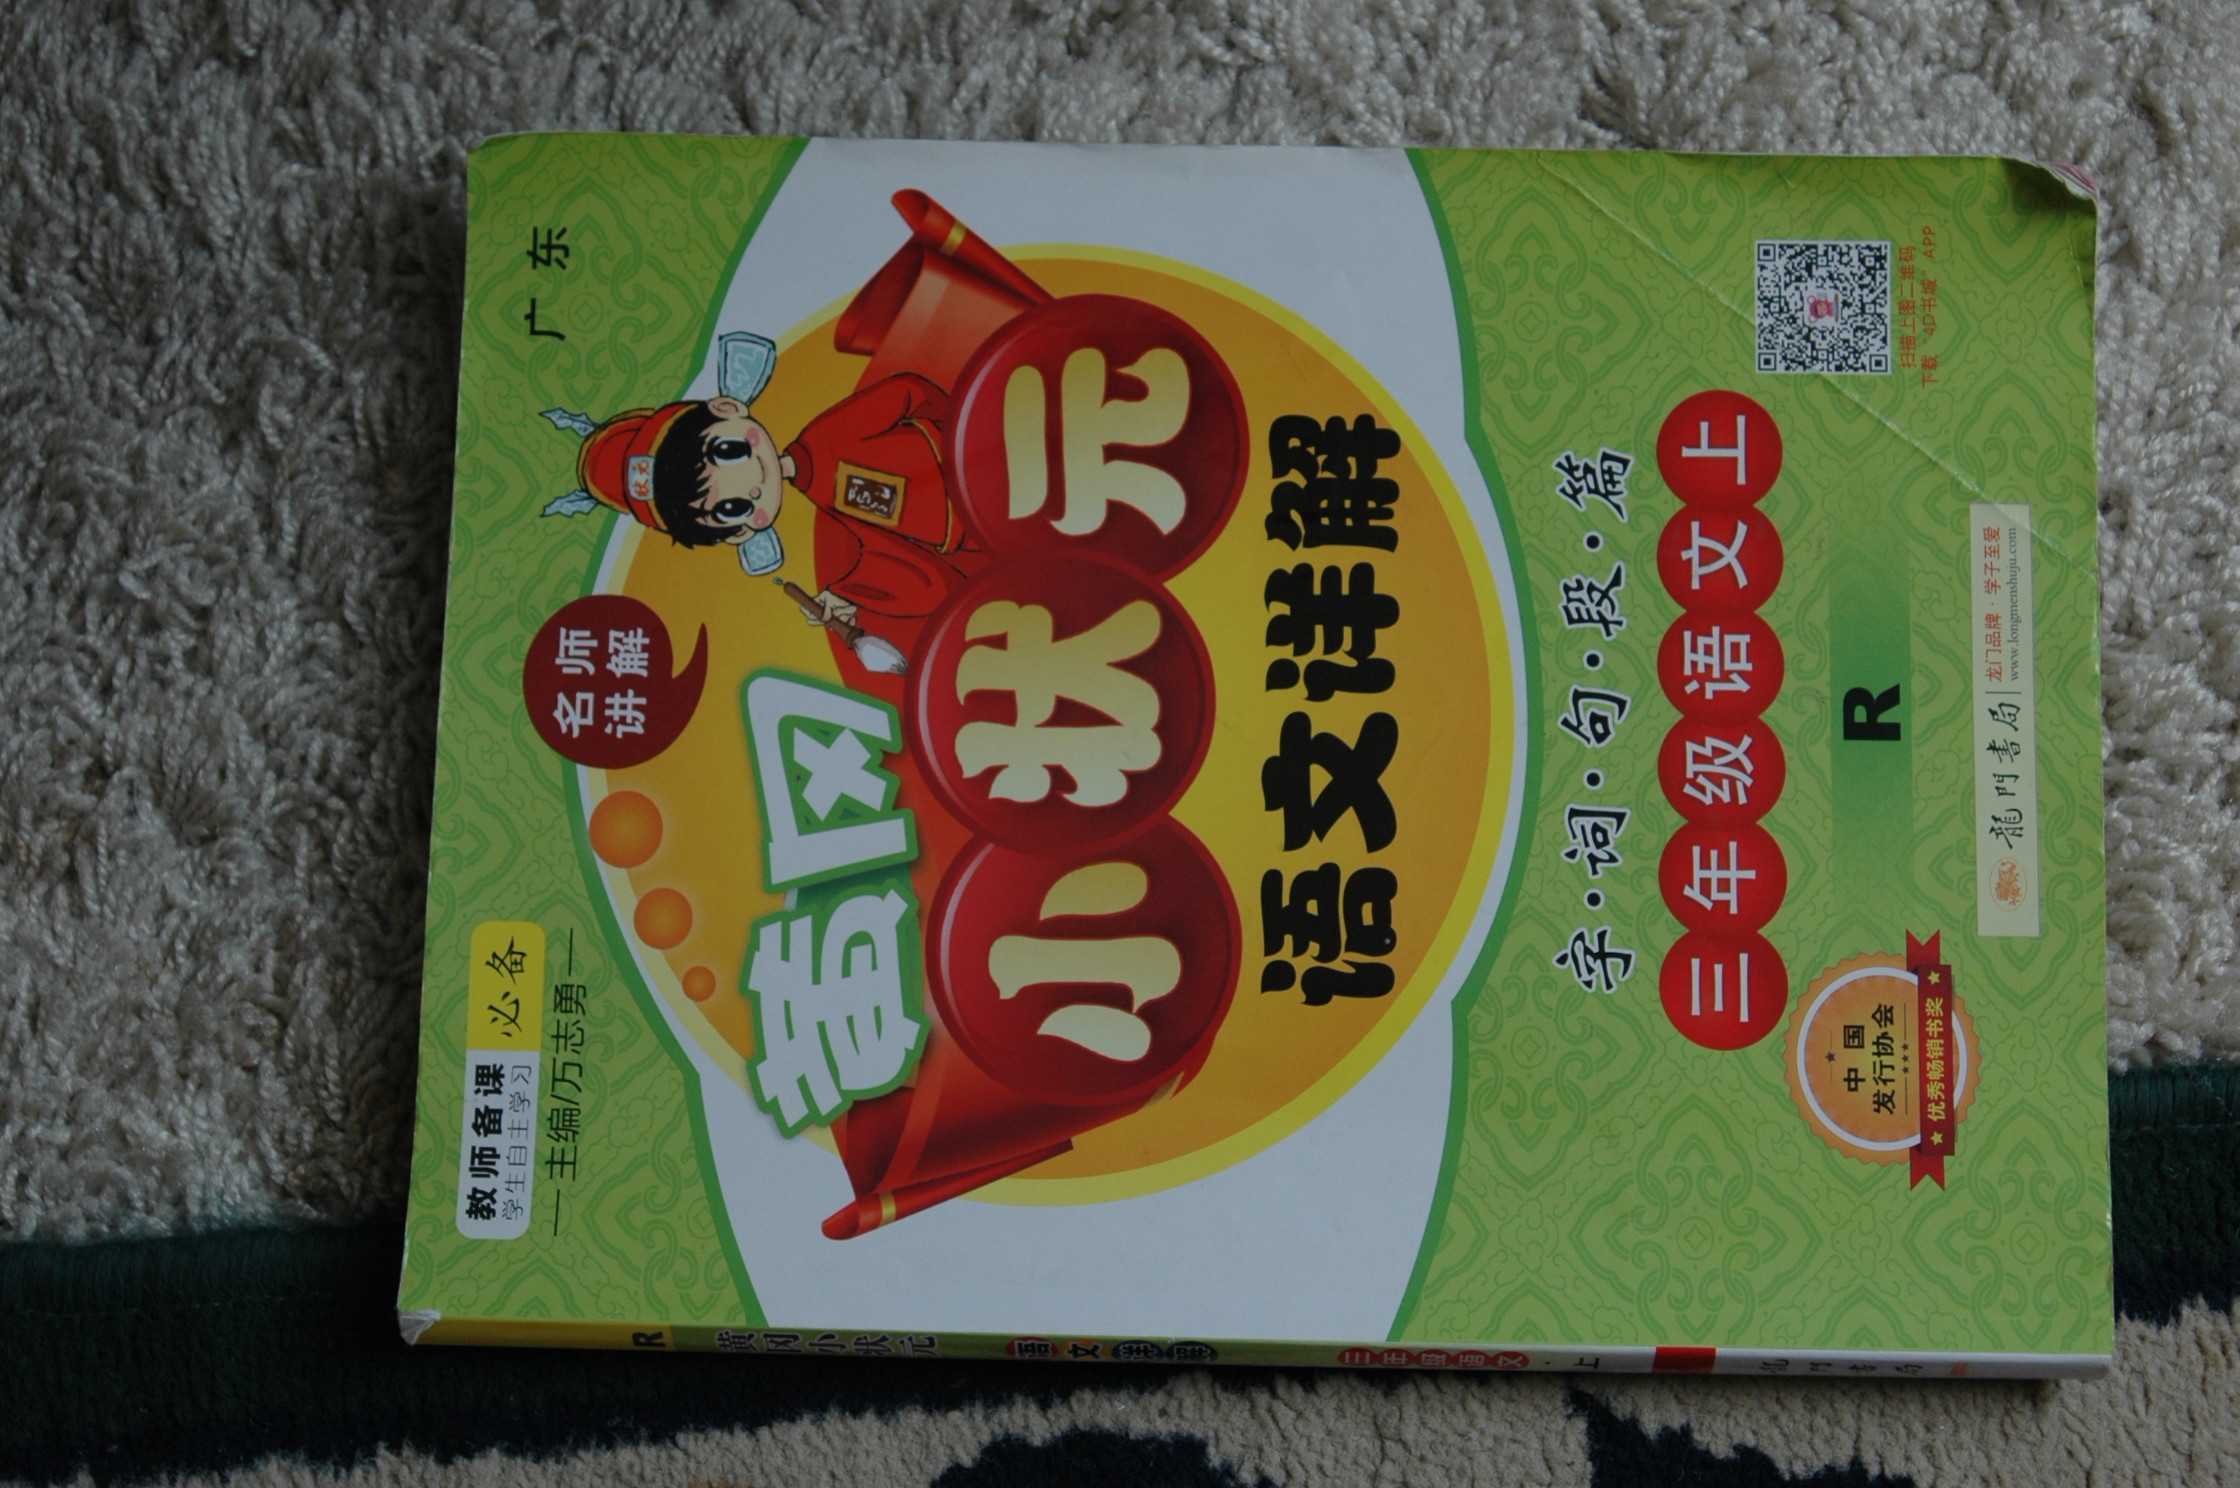 教师备课
学生自主学习
必备
主编/万志勇
名师
讲解
广东
状元
黄冈
小状元
语文详解
字·词·句·段·篇
三年级语文上
R
中国
发行协会
优秀畅销书奖
扫描上图二维码
下载“4D书城”APP
龍門書局
龙门品牌·学子至爱
www.longmenshuju.com
R 黄冈小状元 语文详解 三年级语文·上 龍門書局